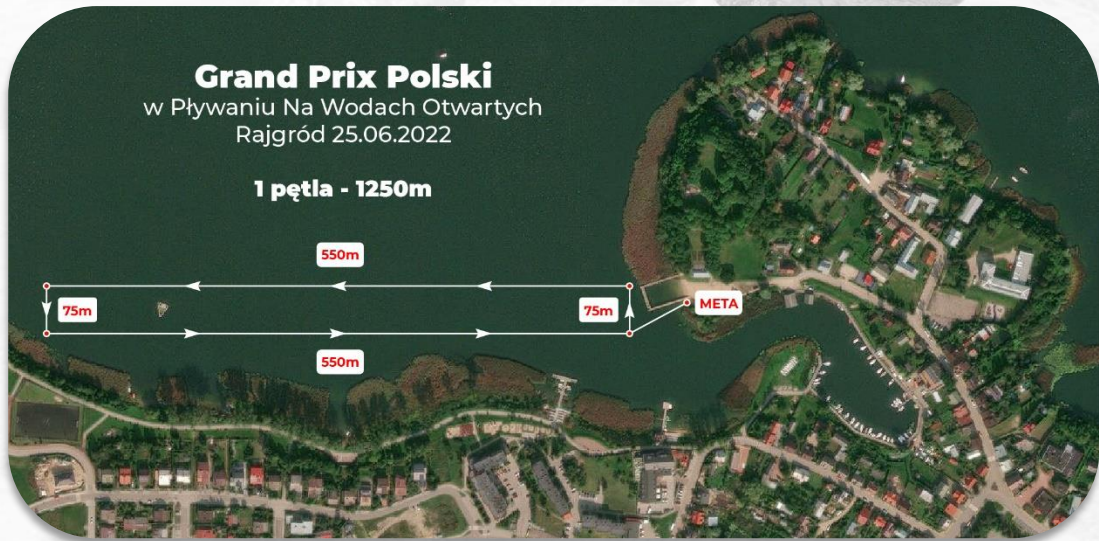 Grand Prix Polski
w Pływaniu Na Wodach Otwartych
Rajgród 25.06.2022
1 pętla - 1250m
550m
75m
75m
META
550m